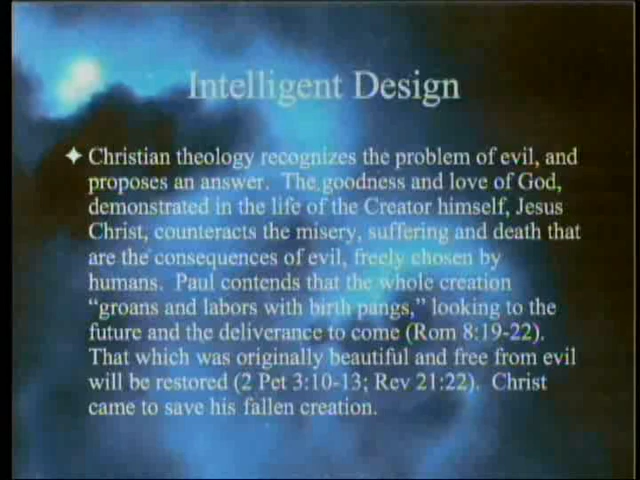 Intelligent Design
Christian theology recognizes the problem of evil, and
proposes an answer. The goodness and love of God,
demonstrated in the life of the Creator himself, Jesus
Christ, counteracts the misery, suffering and death that
are the consequences of evil, freely chosen by
humans. Paul contends that the whole creation
“groans and labors with birth pangs,” looking to the
future and the deliverance to come (Rom 8:19-22).
That which was originally beautiful and free from evil
will be restored (2 Pet 3:10-13; Rev 21:22). Christ
came to save his fallen creation.